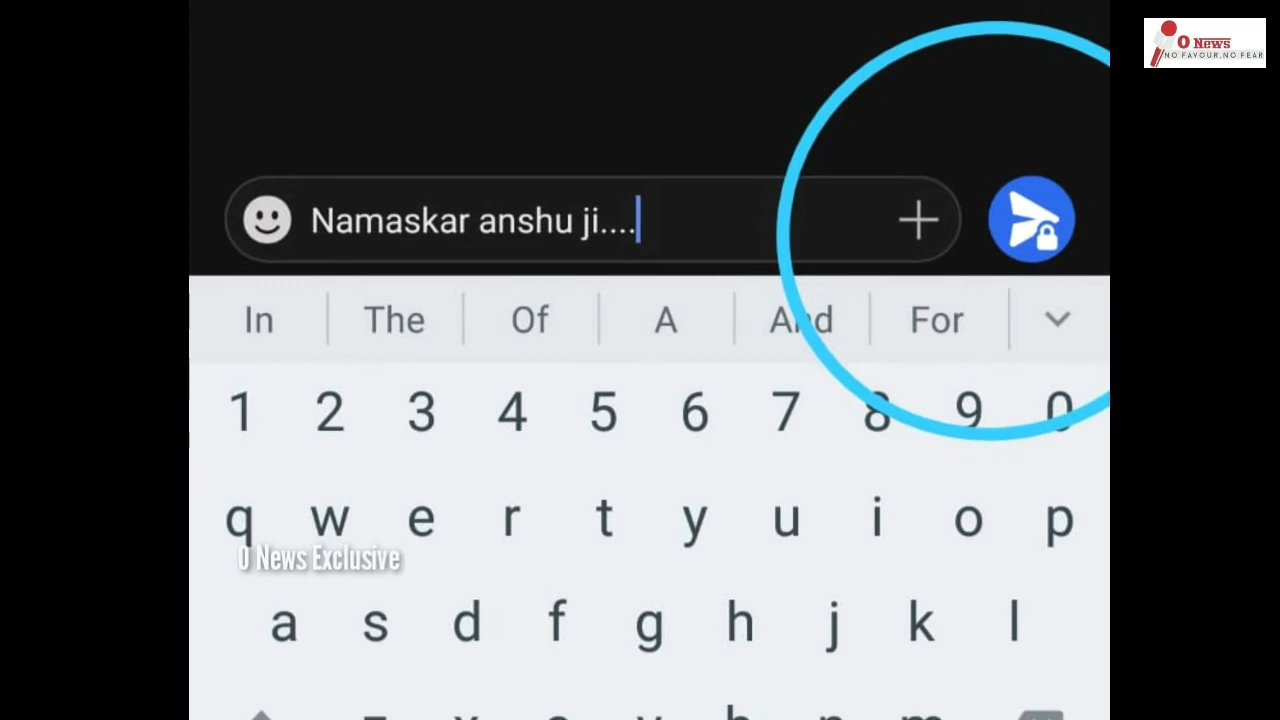 O News
NO FAVOUR,NO FEAR
Namaskar anshu ji....
In The Of A And For
1 2 3 4 5 6 7 8 9 0
q w e r t y u i o p
O News Exclusive
a s d f g h j k l